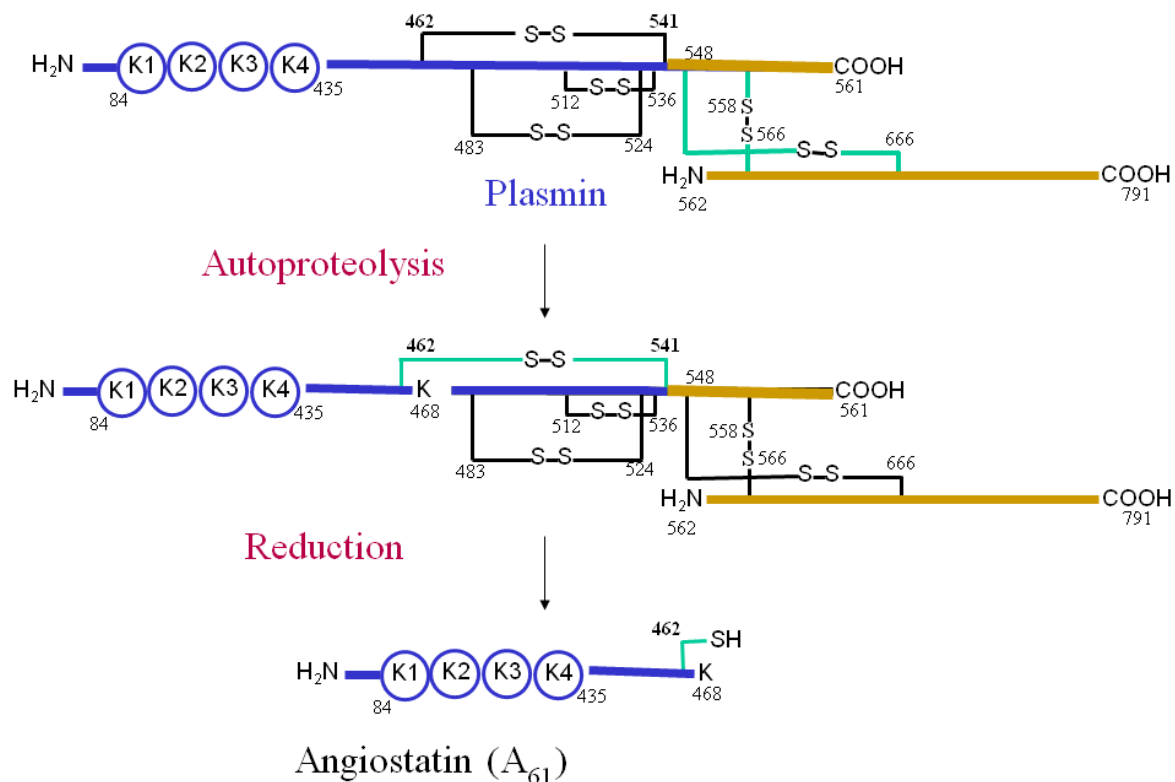 462 S-S 541
H₂N K1 K2 K3 K4 548 COOH
84 435 512 S-S 536 558 S 561
S 566 666
483 S-S 524 S-S
H₂N COOH
Plasmin 562 791
Autoproteolysis
462 S-S 541
H₂N K1 K2 K3 K4 K 548 COOH
84 435 468 512 S-S 536 558 S 561
483 S-S 524 S 566 666
S-S
H₂N COOH
562 791
Reduction
462 SH
H₂N K1 K2 K3 K4 K
84 435 468
Angiostatin (A₆₁)